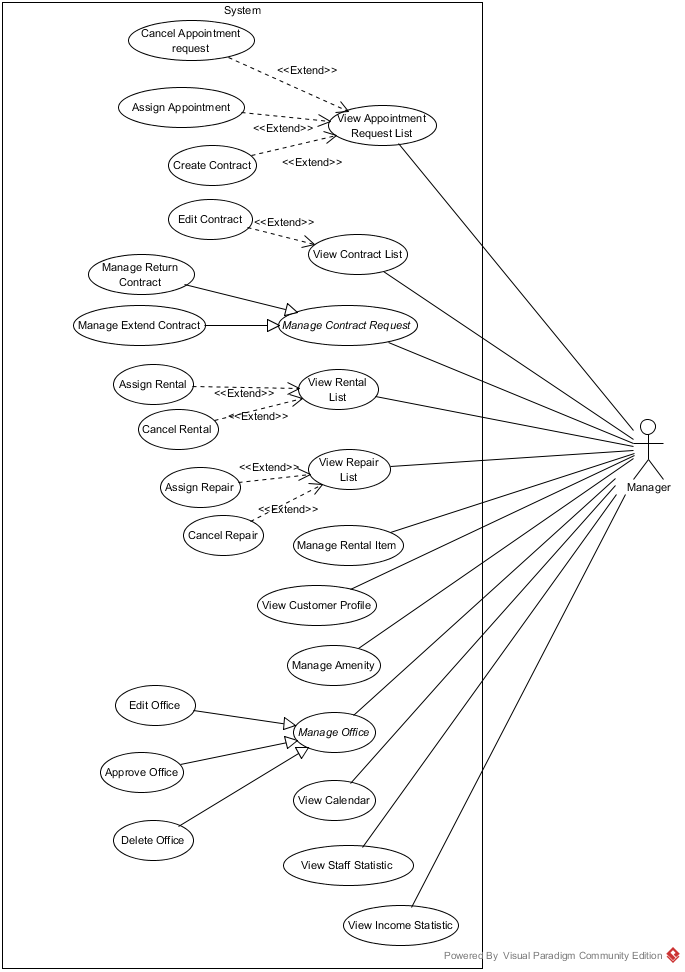 System
Cancel Appointment
request
<<Extend>>
Assign Appointment
<<Extend>>
View Appointment
Request List
Create Contract
<<Extend>>
Edit Contract
<<Extend>>
View Contract List
Manage Return
Contract
Manage Extend Contract
Manage Contract Request
Assign Rental
<<Extend>>
View Rental
List
Cancel Rental
<<Extend>>
Assign Repair
<<Extend>>
View Repair
List
Manager
Cancel Repair
<<Extend>>
Manage Rental Item
View Customer Profile
Manage Amenity
Edit Office
Manage Office
Approve Office
View Calendar
Delete Office
View Staff Statistic
View Income Statistic
Powered By Visual Paradigm Community Edition